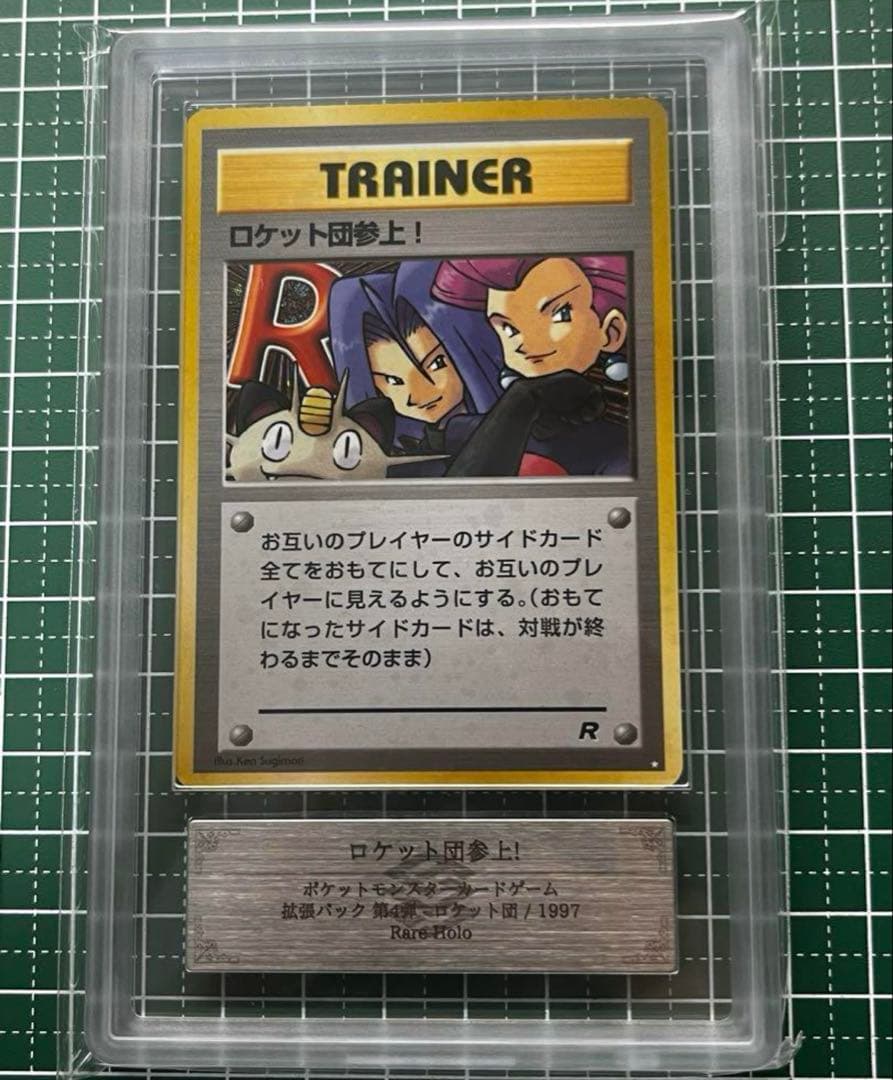 TRAINER
ロケット団参上!
R
お互いのプレイヤーのサイドカード
全てをおもてにして、お互いのプレ
イヤーに見えるようにする。(おもて
になったサイドカードは、対戦が終
わるまでそのまま)
R
Illus.Ken Sugimori
ロケット団参上!
ポケットモンスターカードゲーム
拡張パック 第4弾 - ロケット団 / 1997
Rare Holo